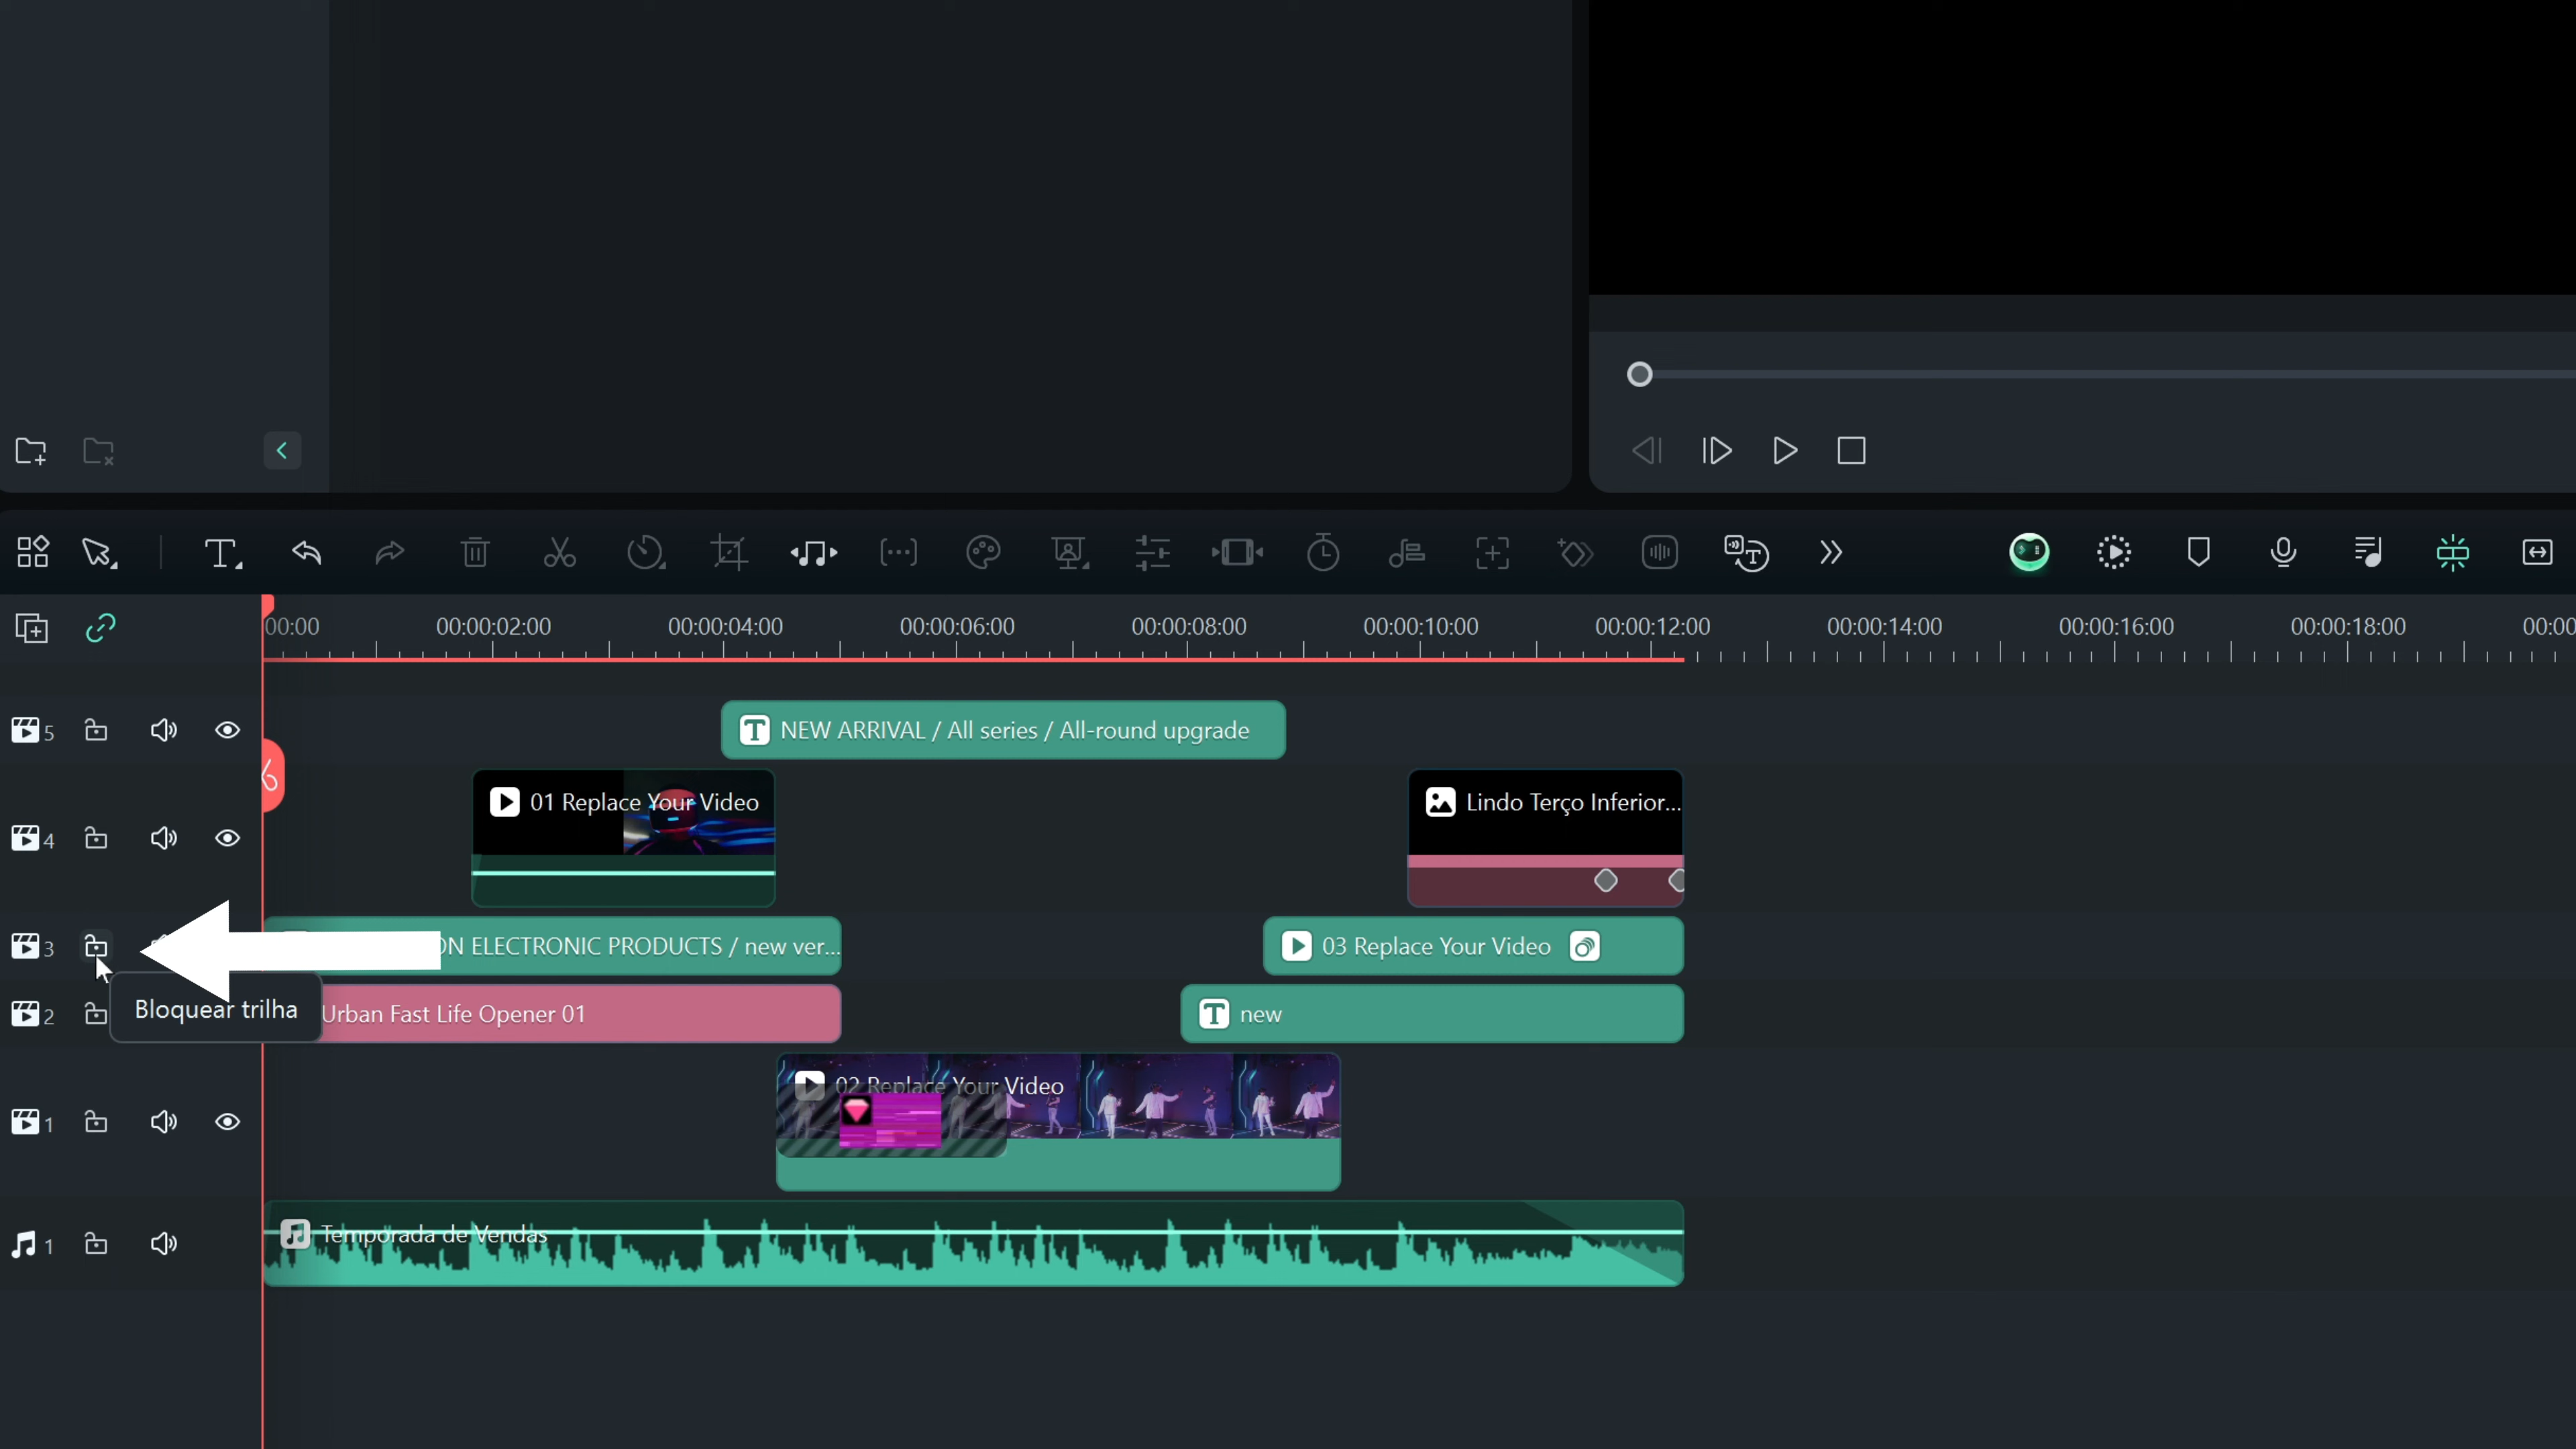 00:00 00:00:02:00 00:00:04:00 00:00:06:00 00:00:08:00 00:00:10:00 00:00:12:00 00:00:14:00 00:00:16:00 00:00:18:00 00:00
5 NEW ARRIVAL / All series / All-round upgrade
01 Replace Your Video Lindo Terço Inferior...
4
3 ON ELECTRONIC PRODUCTS / new ver... 03 Replace Your Video
Bloquear trilha
2 Urban Fast Life Opener 01 T new
02 Replace Your Video
1
Temporada de Vendas
1